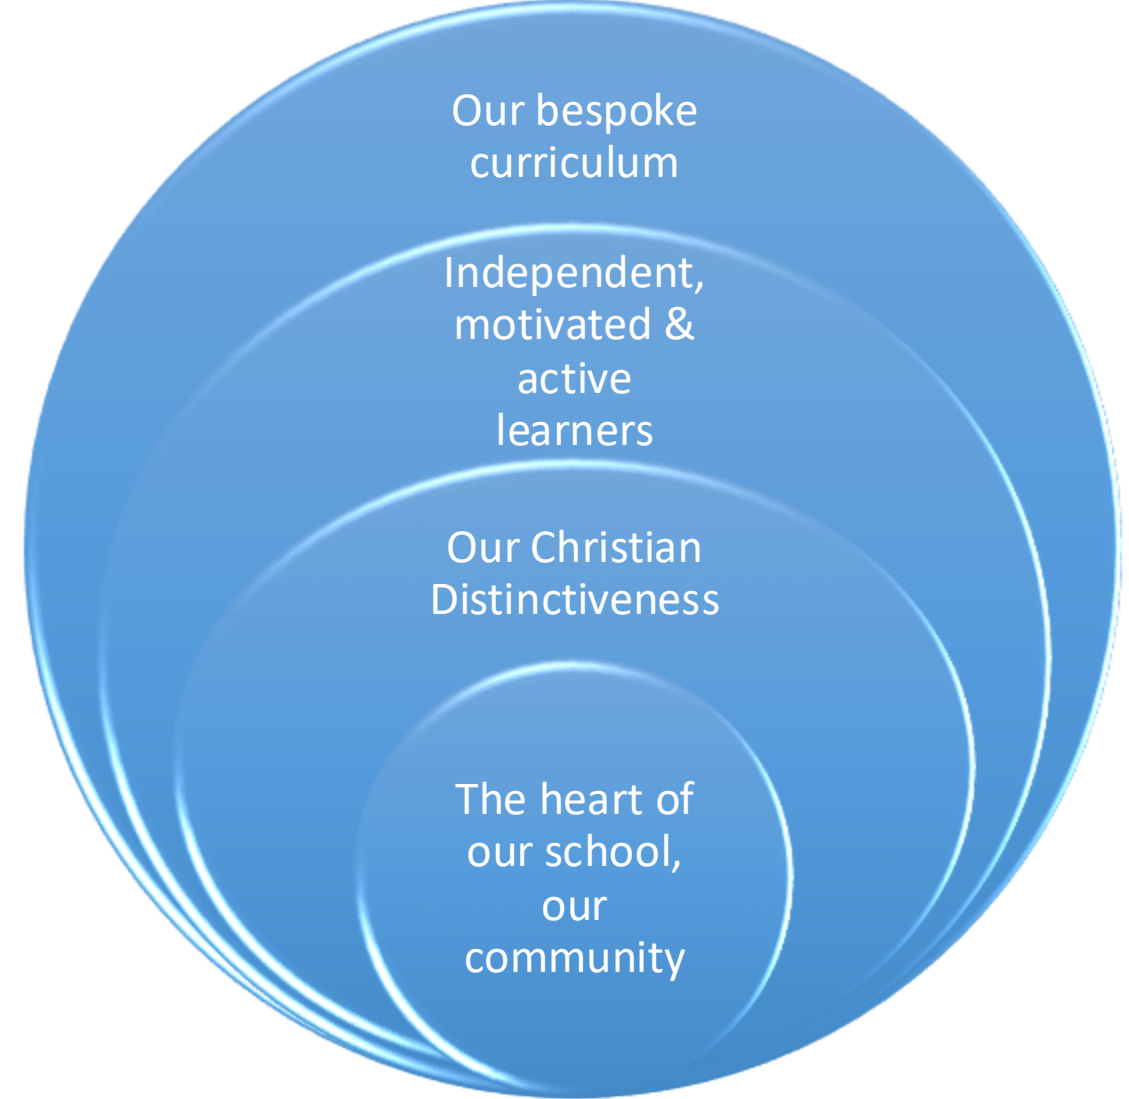 Our bespoke
curriculum
Independent,
motivated &
active
learners
Our Christian
Distinctiveness
The heart of
our school,
our
community